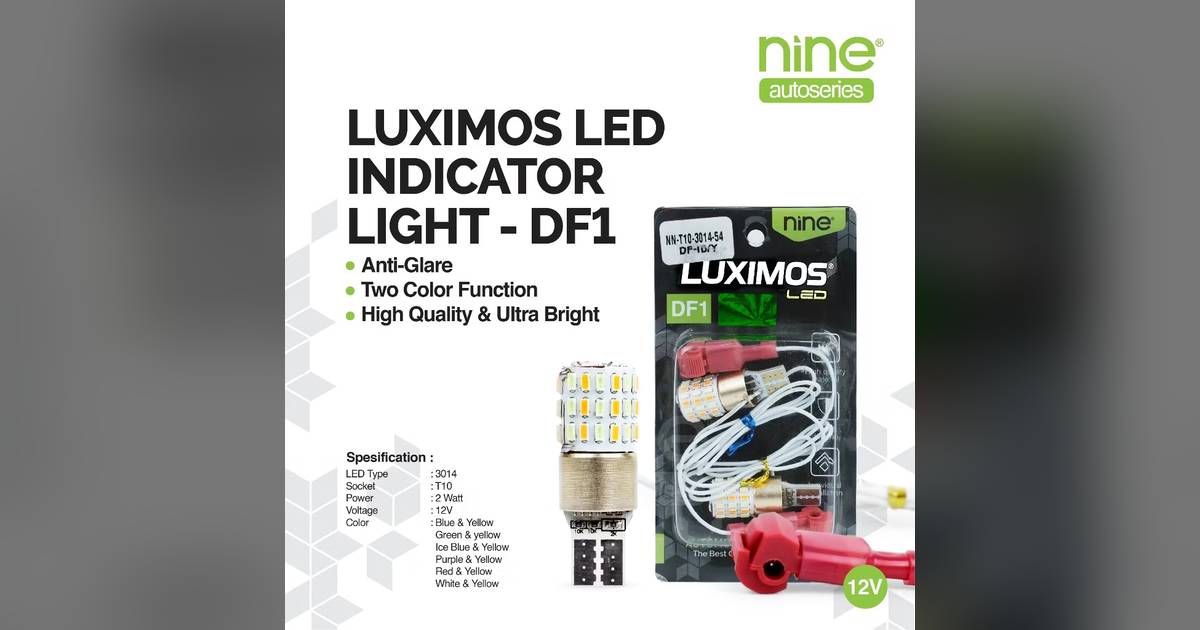 nine®
autoseries
LUXIMOS LED
INDICATOR
LIGHT - DF1
• Anti-Glare
• Two Color Function
• High Quality & Ultra Bright
Spesification :
LED Type : 3014
Socket : T10
Power : 2 Watt
Voltage : 12V
Color : Blue & Yellow
Green & yellow
Ice Blue & Yellow
Purple & Yellow
Red & Yellow
White & Yellow
nine®
NN-T10-3014-54
LUXIMOS®
LED
DF1
The Best
12V